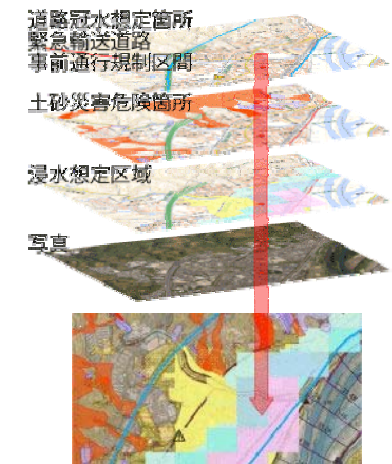 道路冠水想定箇所
緊急輸送道路
事前通行規制区間
土砂災害危険箇所
浸水想定区域
写真